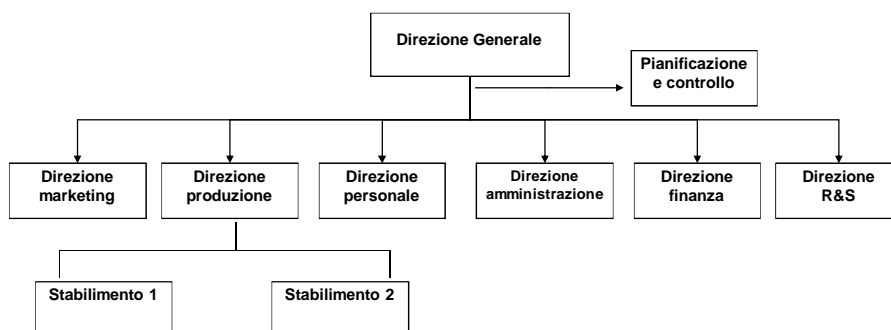 Direzione Generale
Pianificazione
e controllo
Direzione
marketing
Direzione
produzione
Direzione
personale
Direzione
amministrazione
Direzione
finanza
Direzione
R&S
Stabilimento 1
Stabilimento 2